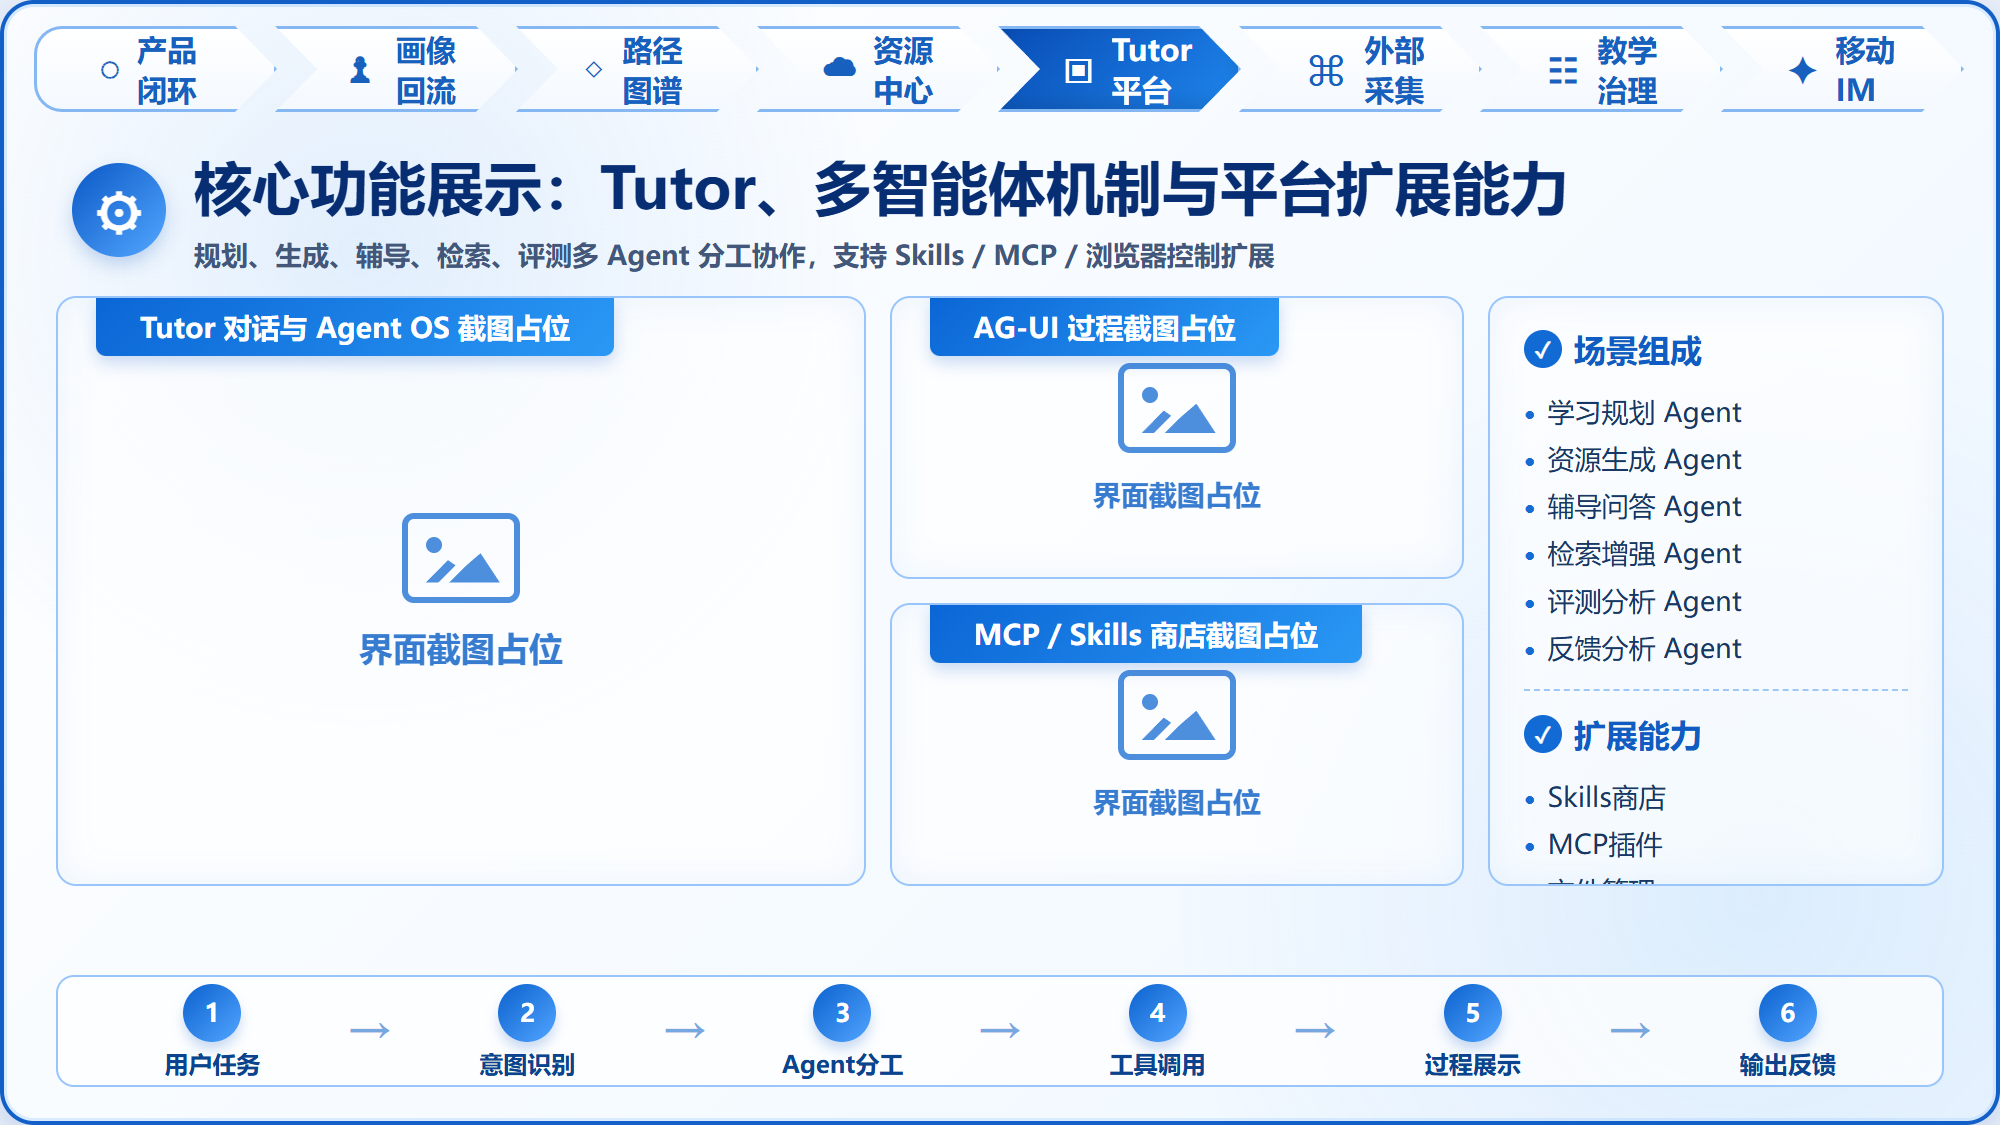 产品
闭环
画像
回流
路径
图谱
资源
中心
Tutor
平台
外部
采集
教学
治理
移动
IM
核心功能展示：Tutor、多智能体机制与平台扩展能力
规划、生成、辅导、检索、评测多 Agent 分工协作，支持 Skills / MCP / 浏览器控制扩展
Tutor 对话与 Agent OS 截图占位
界面截图占位
AG-UI 过程截图占位
界面截图占位
MCP / Skills 商店截图占位
界面截图占位
场景组成
• 学习规划 Agent
• 资源生成 Agent
• 辅导问答 Agent
• 检索增强 Agent
• 评测分析 Agent
• 反馈分析 Agent
扩展能力
• Skills商店
• MCP插件
1
用户任务
→
2
意图识别
→
3
Agent分工
→
4
工具调用
→
5
过程展示
→
6
输出反馈